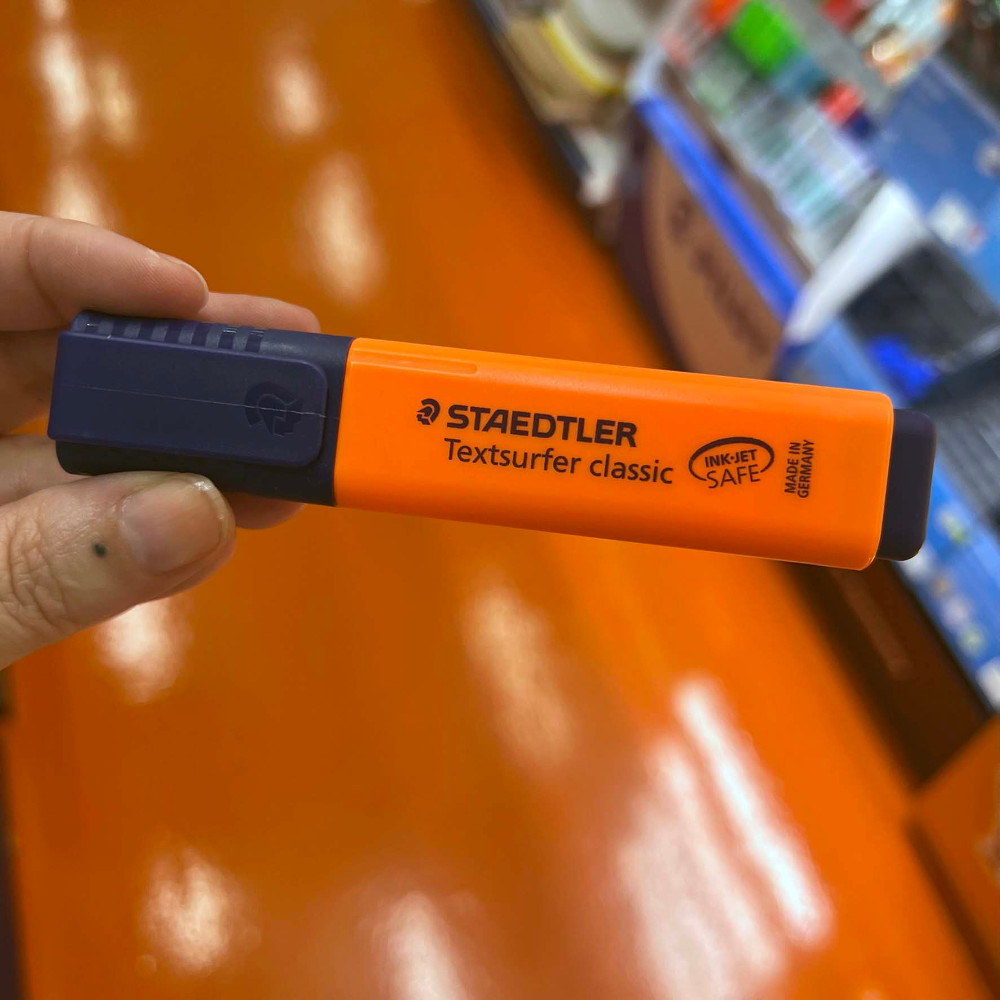 STAEDTLER
Textsurfer classic
INK-JET
SAFE
MADE IN
GERMANY